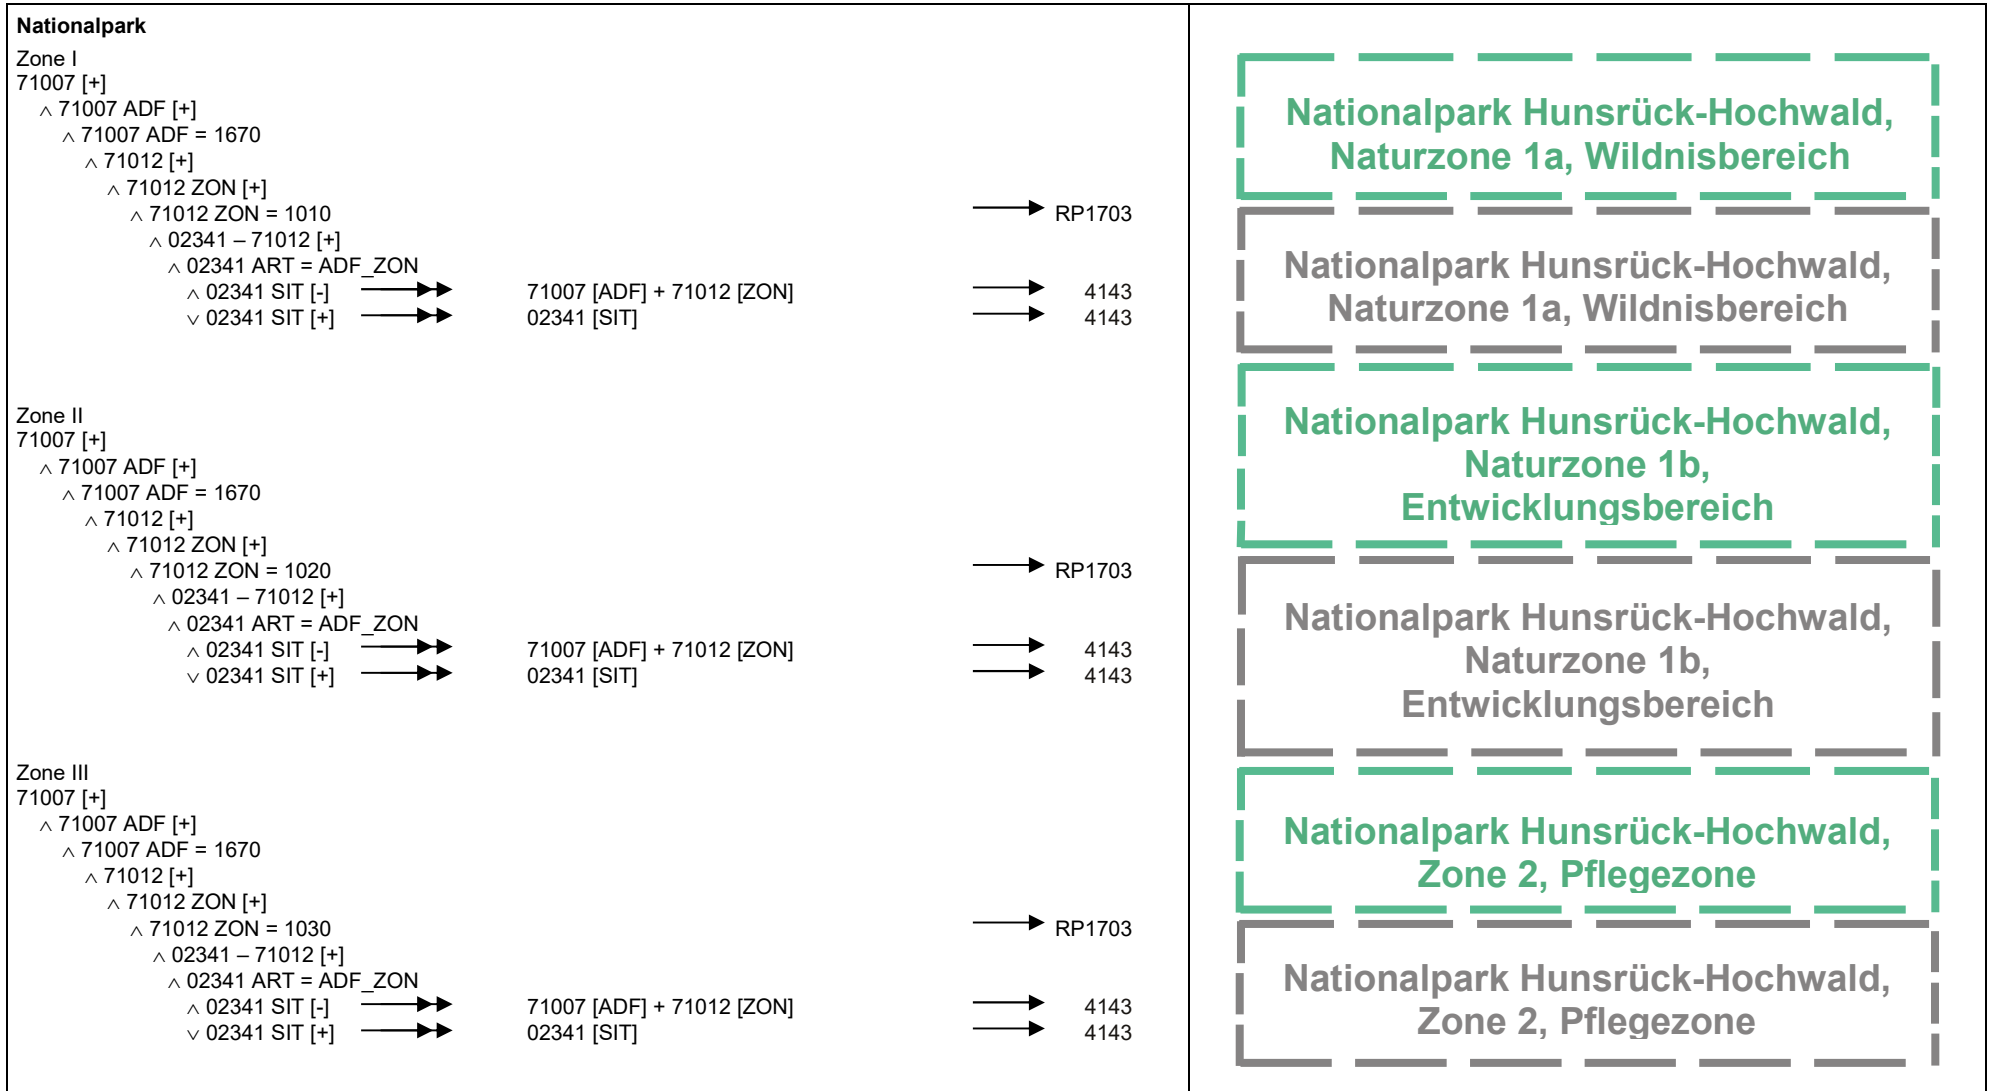 Nationalpark
Zone I
71007 [+]
∧ 71007 ADF [+]
∧ 71007 ADF = 1670
∧ 71012 [+]
∧ 71012 ZON [+]
∧ 71012 ZON = 1010 → RP1703
∧ 02341 – 71012 [+]
∧ 02341 ART = ADF_ZON
∧ 02341 SIT [-] 71007 [ADF] + 71012 [ZON] → 4143
∨ 02341 SIT [+] 02341 [SIT] → 4143
Zone II
71007 [+]
∧ 71007 ADF [+]
∧ 71007 ADF = 1670
∧ 71012 [+]
∧ 71012 ZON [+]
∧ 71012 ZON = 1020 → RP1703
∧ 02341 – 71012 [+]
∧ 02341 ART = ADF_ZON
∧ 02341 SIT [-] 71007 [ADF] + 71012 [ZON] → 4143
∨ 02341 SIT [+] 02341 [SIT] → 4143
Zone III
71007 [+]
∧ 71007 ADF [+]
∧ 71007 ADF = 1670
∧ 71012 [+]
∧ 71012 ZON [+]
∧ 71012 ZON = 1030 → RP1703
∧ 02341 – 71012 [+]
∧ 02341 ART = ADF_ZON
∧ 02341 SIT [-] 71007 [ADF] + 71012 [ZON] → 4143
∨ 02341 SIT [+] 02341 [SIT] → 4143
Nationalpark Hunsrück-Hochwald,
Naturzone 1a, Wildnisbereich
Nationalpark Hunsrück-Hochwald,
Naturzone 1a, Wildnisbereich
Nationalpark Hunsrück-Hochwald,
Naturzone 1b,
Entwicklungsbereich
Nationalpark Hunsrück-Hochwald,
Naturzone 1b,
Entwicklungsbereich
Nationalpark Hunsrück-Hochwald,
Zone 2, Pflegezone
Nationalpark Hunsrück-Hochwald,
Zone 2, Pflegezone